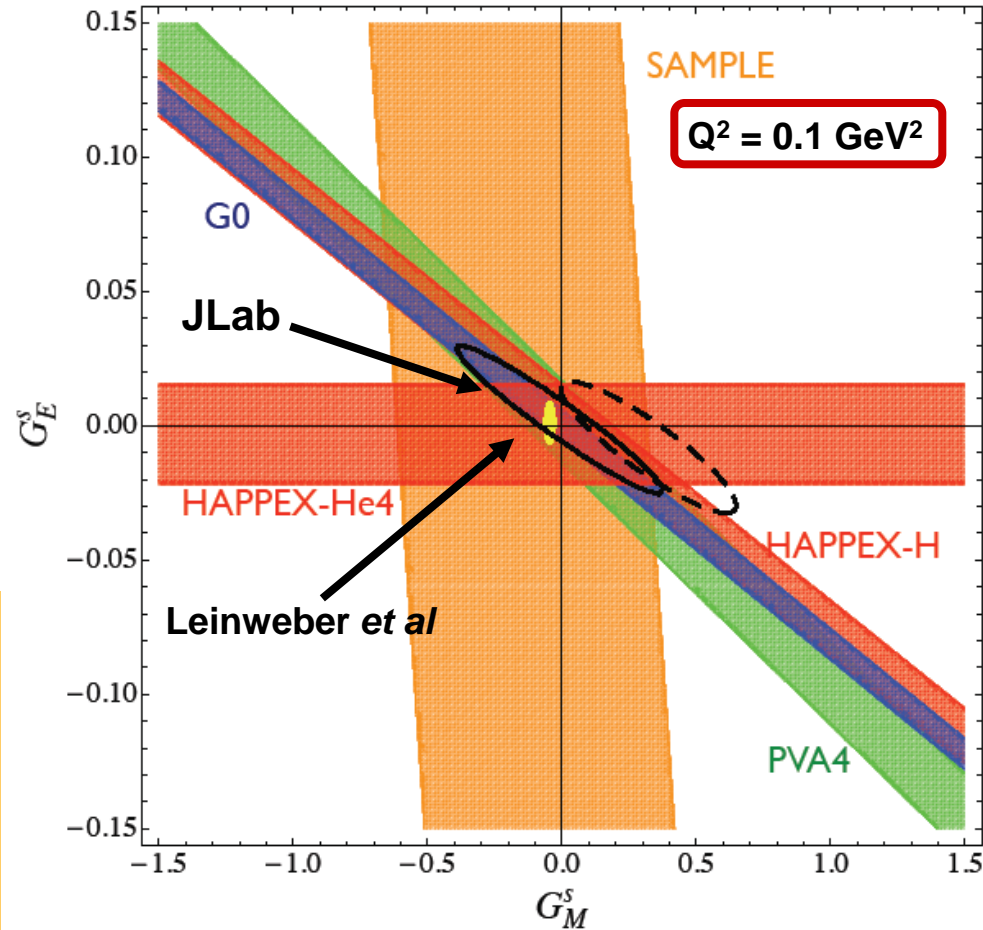 0.15
SAMPLE
Q² = 0.1 GeV²
0.10
G0
0.05
JLab
G_E^s
0.00
HAPPEX-He4
HAPPEX-H
−0.05
Leinweber et al
−0.10
PVA4
−0.15
−1.5 −1.0 −0.5 0.0 0.5 1.0 1.5
G_M^s